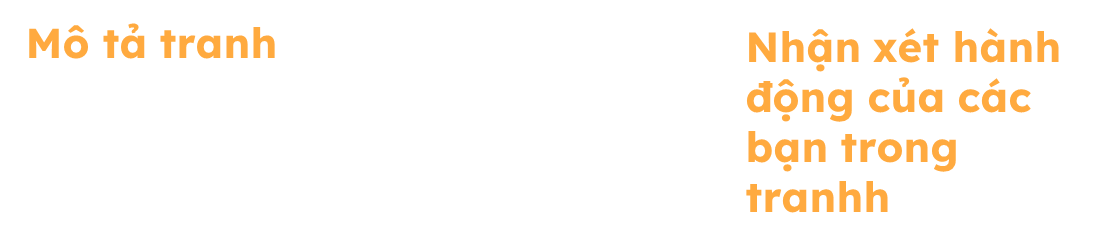 Mô tả tranh
Nhận xét hành
động của các
bạn trong
tranhh